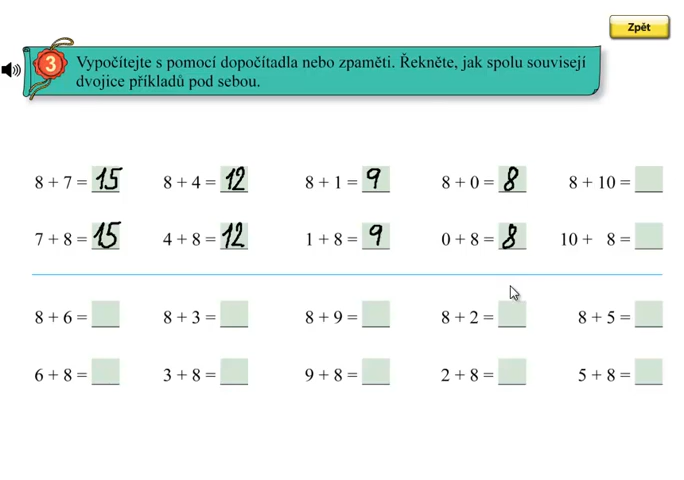 Zpět
3 Vypočítejte s pomocí dopočítadla nebo zpaměti. Řekněte, jak spolu souvisejí
dvojice příkladů pod sebou.
8 + 7 = 15 8 + 4 = 12 8 + 1 = 9 8 + 0 = 8 8 + 10 =
7 + 8 = 15 4 + 8 = 12 1 + 8 = 9 0 + 8 = 8 10 + 8 =
8 + 6 = 8 + 3 = 8 + 9 = 8 + 2 = 8 + 5 =
6 + 8 = 3 + 8 = 9 + 8 = 2 + 8 = 5 + 8 =